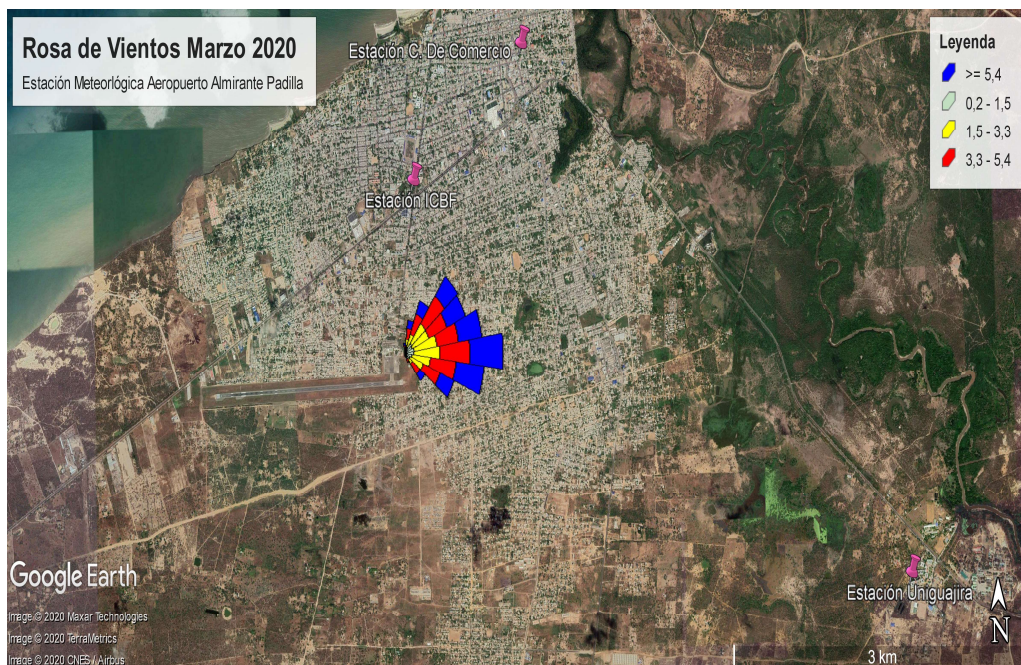 Rosa de Vientos Marzo 2020
Estación Meteorlógica Aeropuerto Almirante Padilla
Estación C. De Comercio
Leyenda
>= 5,4
0,2 - 1,5
1,5 - 3,3
3,3 - 5,4
Estación ICBF
Estación Uniguajira
Google Earth
Image © 2020 Maxar Technologies
Image © 2020 TerraMetrics
Image © 2020 CNES / Airbus
3 km
N